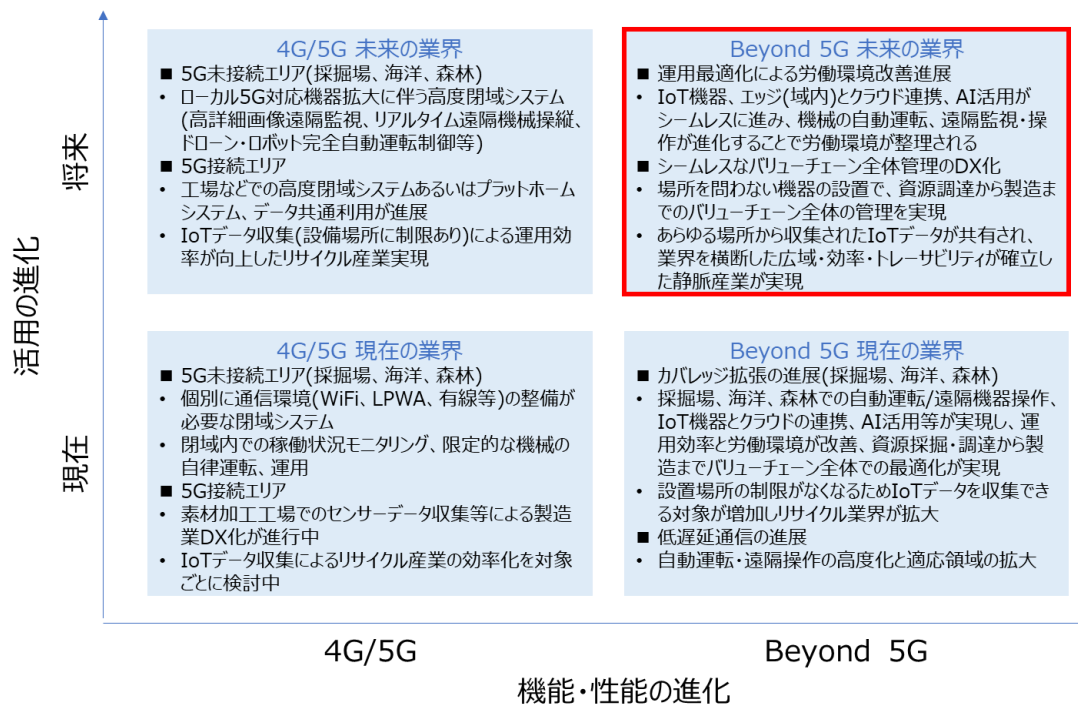 4G/5G 未来の業界
■ 5G未接続エリア(採掘場、海洋、森林)
• ローカル5G対応機器拡大に伴う高度閉域システム
(高詳細画像遠隔監視、リアルタイム遠隔機械操縦、
ドローン・ロボット完全自動運転制御等)
■ 5G接続エリア
• 工場などでの高度閉域システムあるいはプラットホーム
システム、データ共通利用が進展
• IoTデータ収集(設備場所に制限あり)による運用効
率が向上したリサイクル産業実現
Beyond 5G 未来の業界
■ 運用最適化による労働環境改善進展
• IoT機器、エッジ(域内)とクラウド連携、AI活用が
シームレスに進み、機械の自動運転、遠隔監視・操
作が進化することで労働環境が整理される
■ シームレスなバリューチェーン全体管理のDX化
• 場所を問わない機器の設置で、資源調達から製造ま
でのバリューチェーン全体の管理を実現
• あらゆる場所から収集されたIoTデータが共有され、
業界を横断した広域・効率・トレーサビリティが確立し
た静脈産業が実現
将来
活用の進化
現在
4G/5G 現在の業界
■ 5G未接続エリア(採掘場、海洋、森林)
• 個別に通信環境(WiFi、LPWA、有線等)の整備が
必要な閉域システム
• 閉域内での稼働状況モニタリング、限定的な機械の
自律運転、運用
■ 5G接続エリア
• 素材加工工場でのセンサーデータ収集等による製造
業DX化が進行中
• IoTデータ収集によるリサイクル産業の効率化を対象
ごとに検討中
Beyond 5G 現在の業界
■ カバレッジ拡張の進展(採掘場、海洋、森林)
• 採掘場、海洋、森林での自動運転/遠隔機器操作、
IoT機器とクラウドの連携、AI活用等が実現し、運
用効率と労働環境が改善、資源採掘・調達から製
造までバリューチェーン全体での最適化が実現
• 設置場所の制限がなくなるためIoTデータを収集でき
る対象が増加しリサイクル業界が拡大
■ 低遅延通信の進展
• 自動運転・遠隔操作の高度化と適応領域の拡大
4G/5G
Beyond 5G
機能・性能の進化